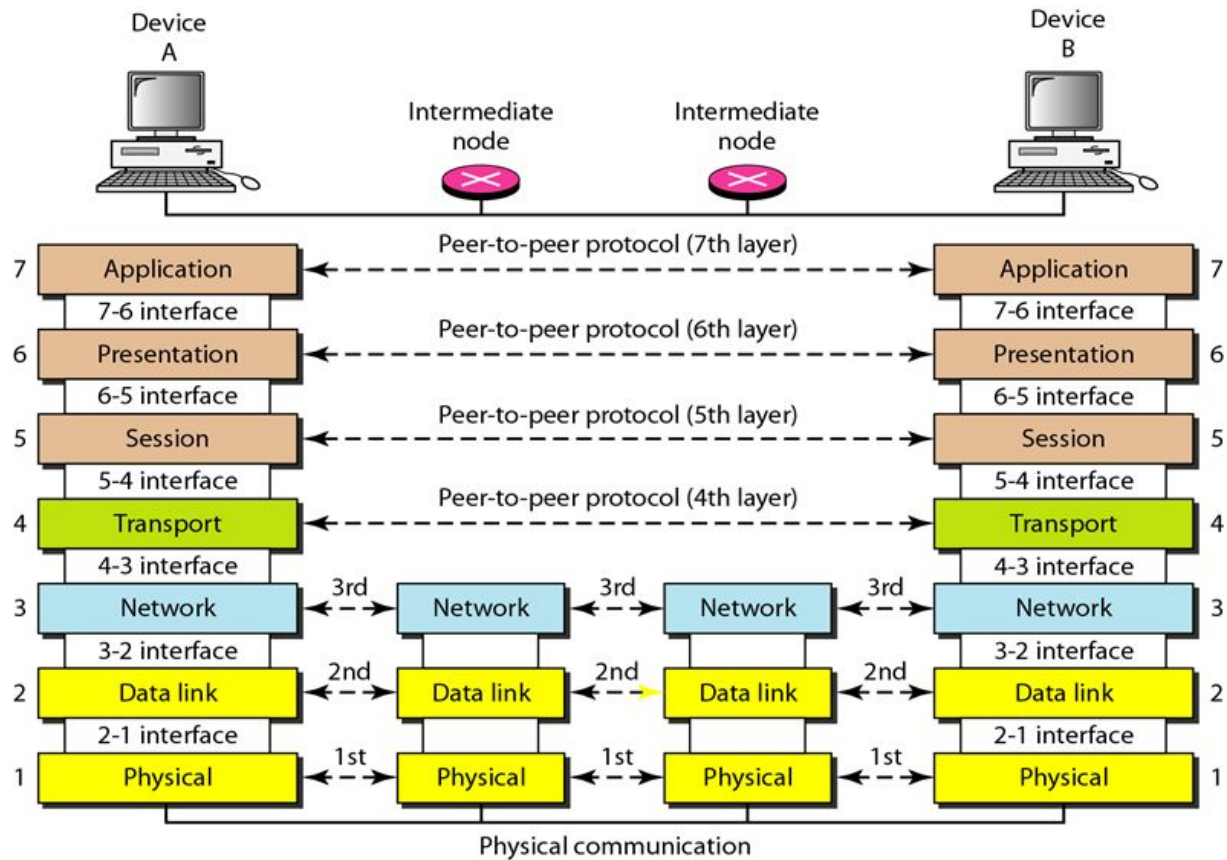 Device
A
Device
B
Intermediate
node
Intermediate
node
Peer-to-peer protocol (7th layer)
7 Application Application 7
7-6 interface 7-6 interface
Peer-to-peer protocol (6th layer)
6 Presentation Presentation 6
6-5 interface 6-5 interface
Peer-to-peer protocol (5th layer)
5 Session Session 5
5-4 interface 5-4 interface
Peer-to-peer protocol (4th layer)
4 Transport Transport 4
4-3 interface 4-3 interface
3rd 3rd 3rd
3 Network Network Network Network 3
3-2 interface 3-2 interface
2nd 2nd 2nd
2 Data link Data link Data link Data link 2
2-1 interface 2-1 interface
1st 1st 1st
1 Physical Physical Physical Physical 1
Physical communication